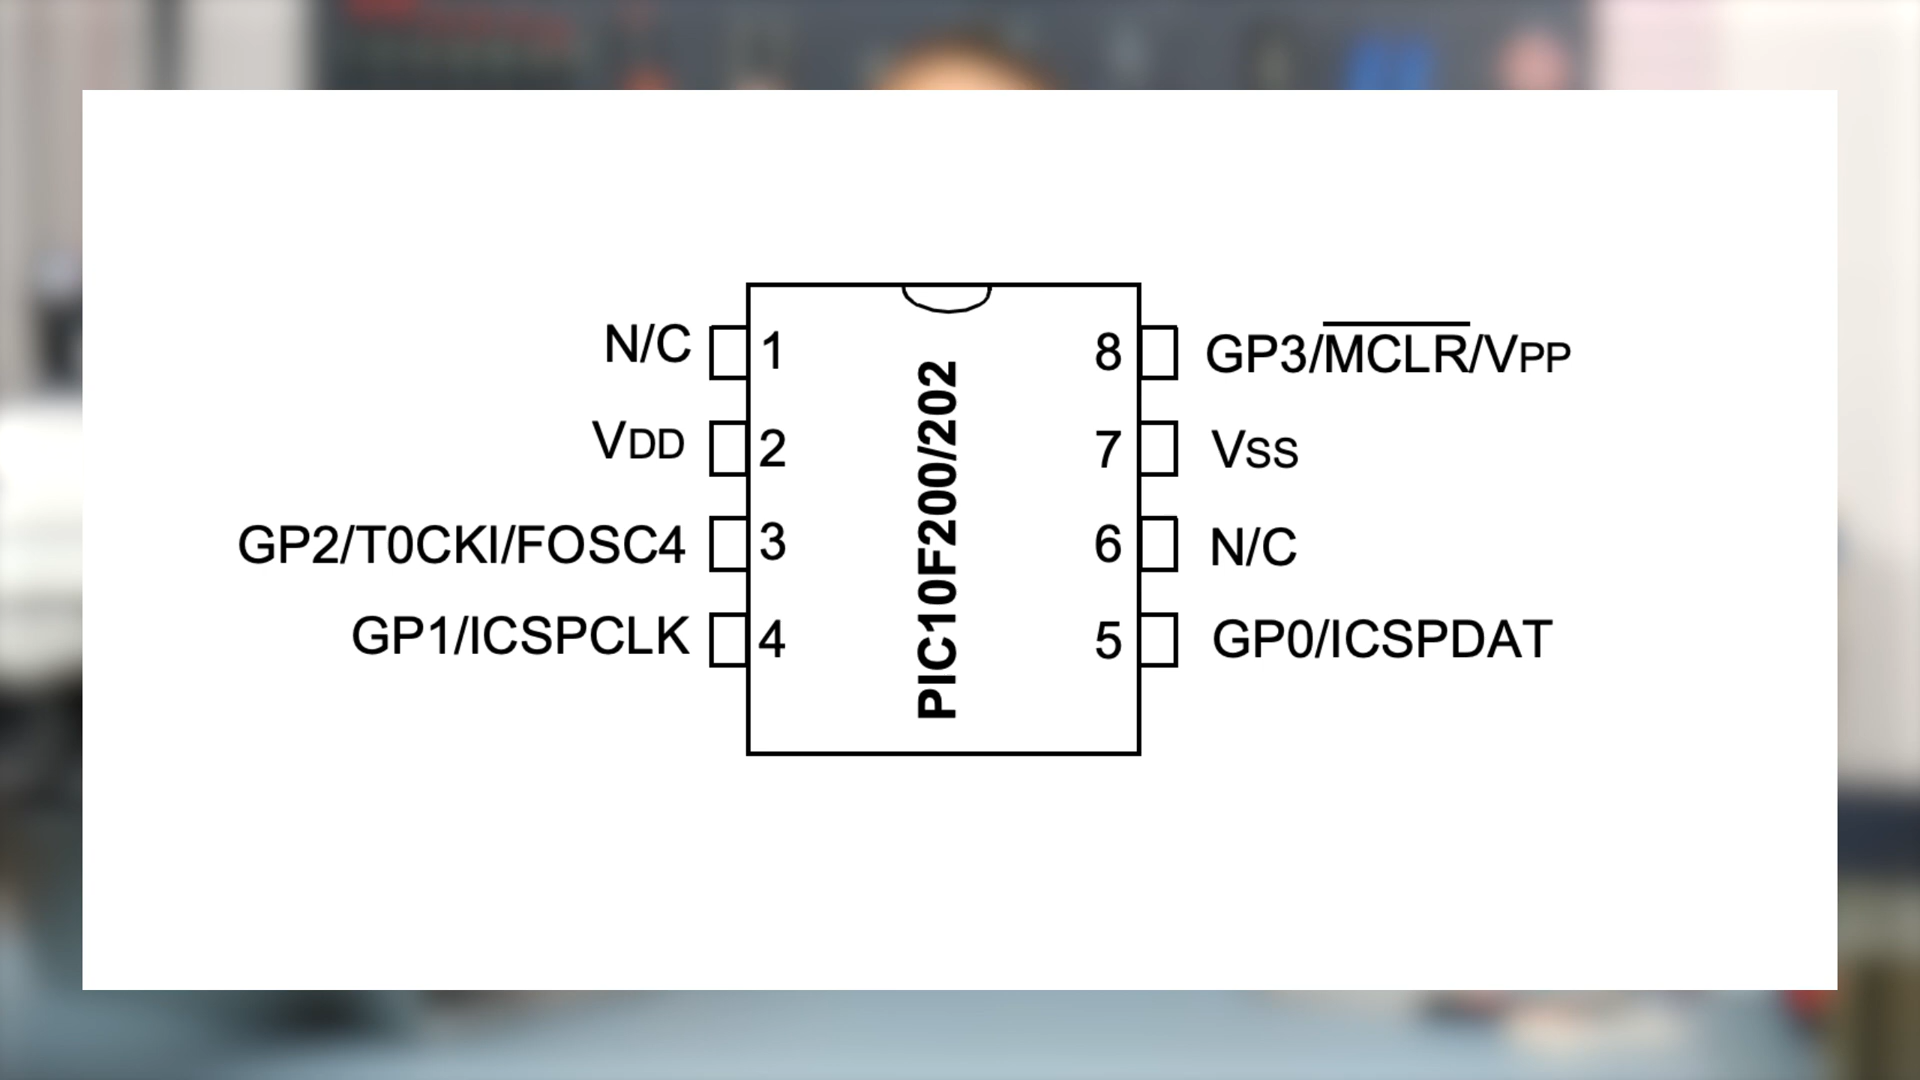 N/C 1 8 GP3/MCLR/VPP
VDD 2 7 VSS
GP2/T0CKI/FOSC4 3 6 N/C
GP1/ICSPCLK 4 5 GP0/ICSPDAT
PIC10F200/202